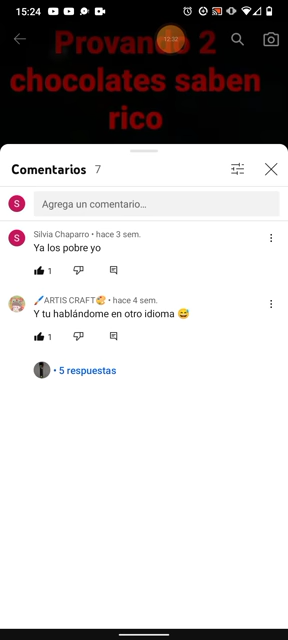 15:24
Provando 2
chocolates saben
rico
Comentarios 7
S
Agrega un comentario...
S
Silvia Chaparro • hace 3 sem.
Ya los pobre yo
1
🖌️ARTIS CRAFT🎨 • hace 4 sem.
Y tu hablándome en otro idioma 😅
1
• 5 respuestas